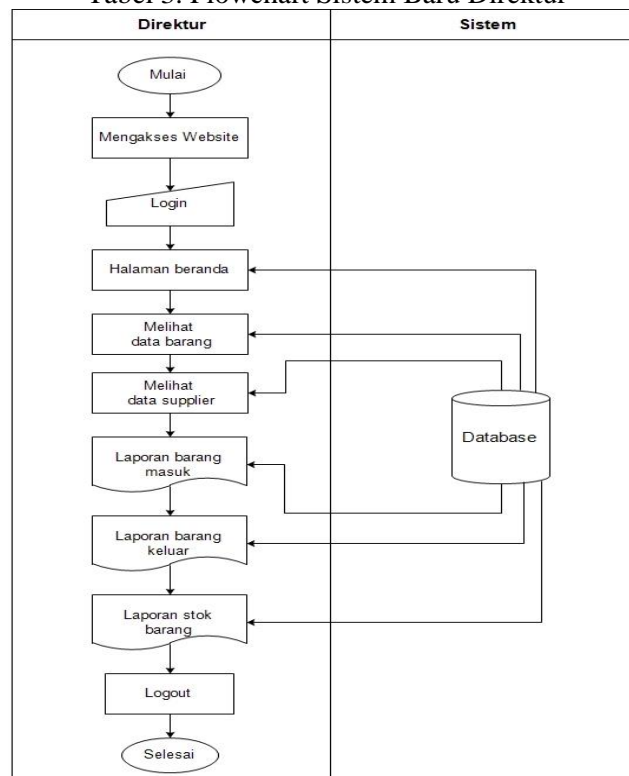 Tabel 3. Flowchart Sistem Baru Direktur
Direktur
Sistem
Mulai
Mengakses Website
Login
Halaman beranda
Melihat
data barang
Melihat
data supplier
Database
Laporan barang
masuk
Laporan barang
keluar
Laporan stok
barang
Logout
Selesai